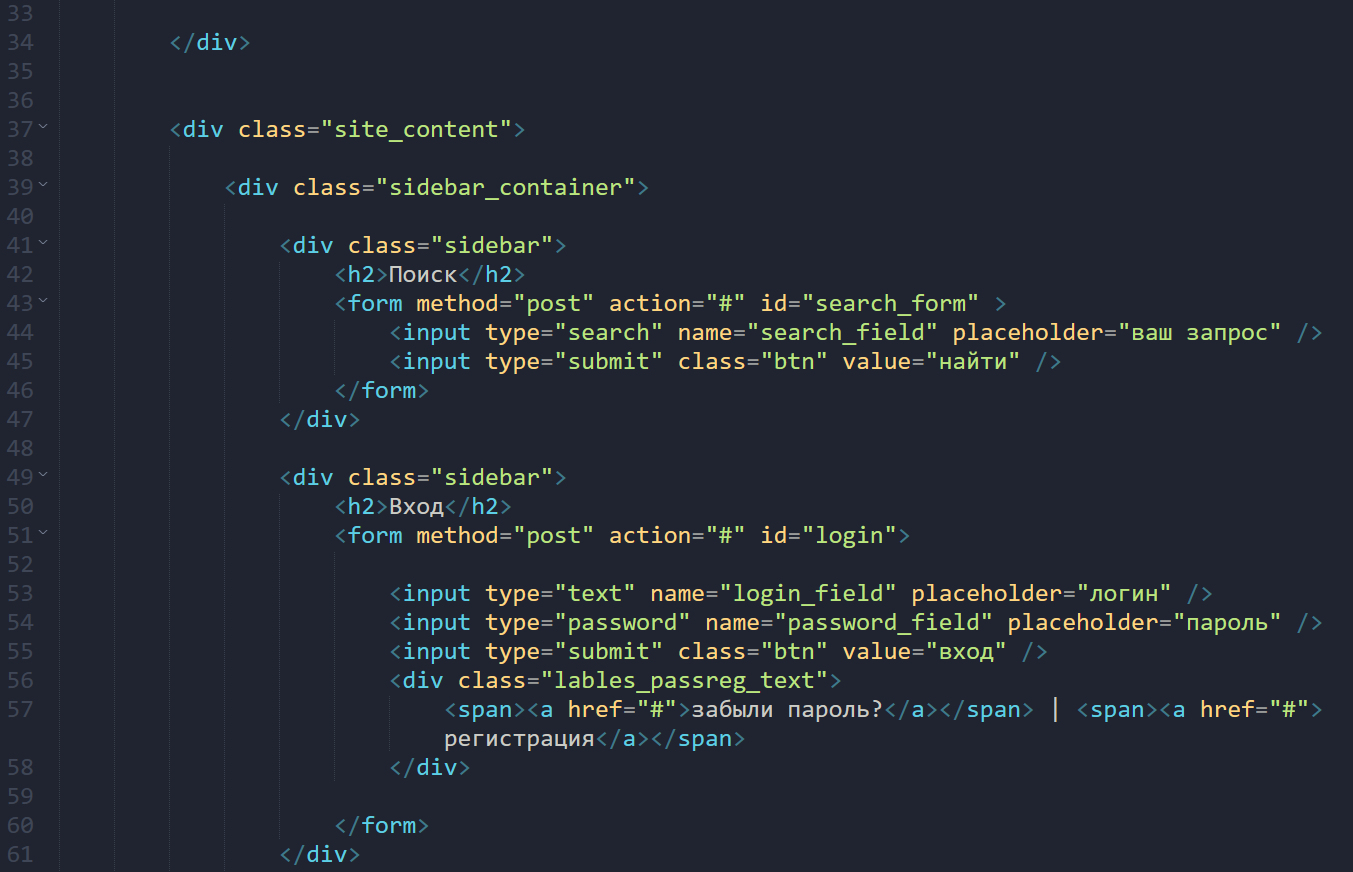 33
34 </div>
35
36
37 <div class="site_content">
38
39 <div class="sidebar_container">
40
41 <div class="sidebar">
42 <h2>Поиск</h2>
43 <form method="post" action="#" id="search_form" >
44 <input type="search" name="search_field" placeholder="ваш запрос" />
45 <input type="submit" class="btn" value="найти" />
46 </form>
47 </div>
48
49 <div class="sidebar">
50 <h2>Вход</h2>
51 <form method="post" action="#" id="login">
52
53 <input type="text" name="login_field" placeholder="логин" />
54 <input type="password" name="password_field" placeholder="пароль" />
55 <input type="submit" class="btn" value="вход" />
56 <div class="lables_passreg_text">
57 <span><a href="#">забыли пароль?</a></span> | <span><a href="#">
регистрация</a></span>
58 </div>
59
60 </form>
61 </div>